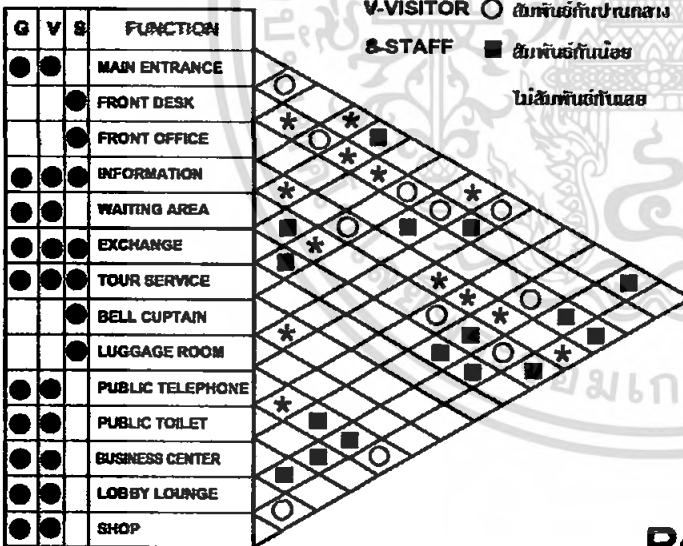 V-VISITOR ○ สัมพันธ์กันปานกลาง
S-STAFF ■ สัมพันธ์กันน้อย
ไม่สัมพันธ์กันเลย
G V S FUNCTION
MAIN ENTRANCE
FRONT DESK
FRONT OFFICE
INFORMATION
WAITING AREA
EXCHANGE
TOUR SERVICE
BELL CUPTAIN
LUGGAGE ROOM
PUBLIC TELEPHONE
PUBLIC TOILET
BUSINESS CENTER
LOBBY LOUNGE
SHOP